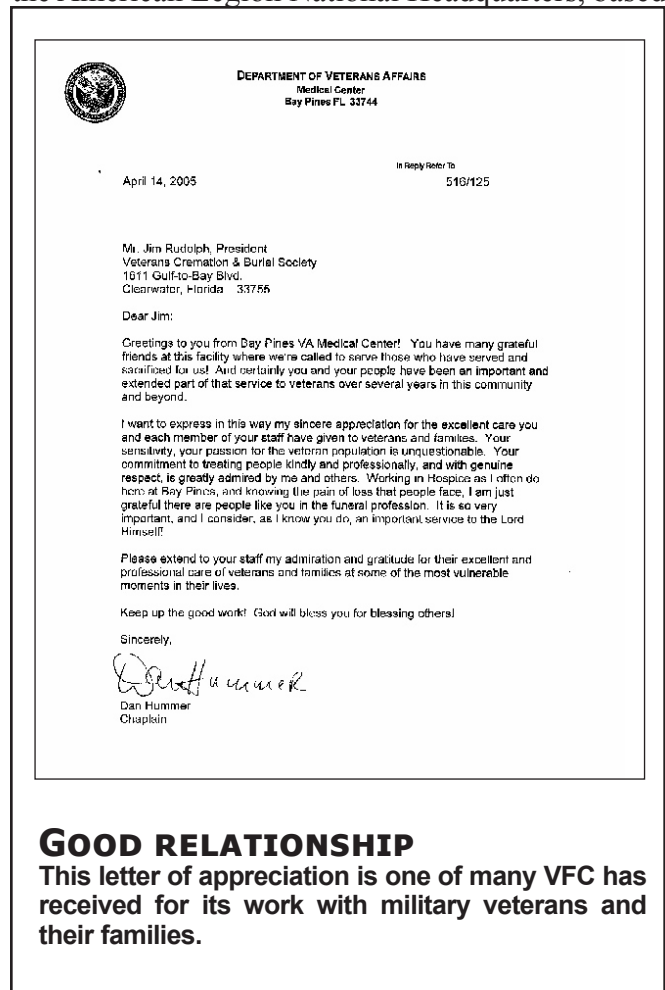 the American Legion National Headquarters, based
DEPARTMENT OF VETERANS AFFAIRS
Medical Center
Bay Pines FL 33744
In Reply Refer To
April 14, 2005
516/125
Mr. Jim Rudolph, President
Veterans Cremation & Burial Society
1611 Gulf-to-Bay Blvd.
Clearwater, Florida 33755
Dear Jim:
Greetings to you from Bay Pines VA Medical Center! You have many grateful
friends at this facility where we're called to serve those who have served and
sacrificed for us! And certainly you and your people have been an important and
extended part of that service to veterans over several years in this community
and beyond.
I want to express in this way my sincere appreciation for the excellent care you
and each member of your staff have given to veterans and families. Your
sensitivity, your passion for the veteran population is unquestionable. Your
commitment to treating people kindly and professionally, and with genuine
respect, is greatly admired by me and others. Working in Hospice as I often do
here at Bay Pines, and knowing the pain of loss that people face, I am just
grateful there are people like you in the funeral profession. It is so very
important, and I consider, as I know you do, an important service to the Lord
Himself!
Please extend to your staff my admiration and gratitude for their excellent and
professional care of veterans and families at some of the most vulnerable
moments in their lives.
Keep up the good work! God will bless you for blessing others!
Sincerely,
Dan Hummer
Dan Hummer
Chaplain
GOOD RELATIONSHIP
This letter of appreciation is one of many VFC has
received for its work with military veterans and
their families.